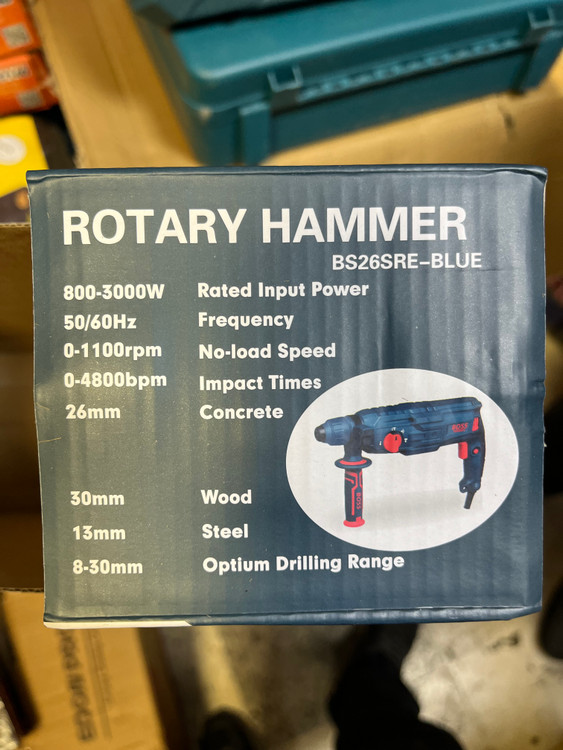 ROTARY HAMMER
BS26SRE-BLUE
800-3000W Rated Input Power
50/60Hz Frequency
0-1100rpm No-load Speed
0-4800bpm Impact Times
26mm Concrete
30mm Wood
13mm Steel
8-30mm Optium Drilling Range